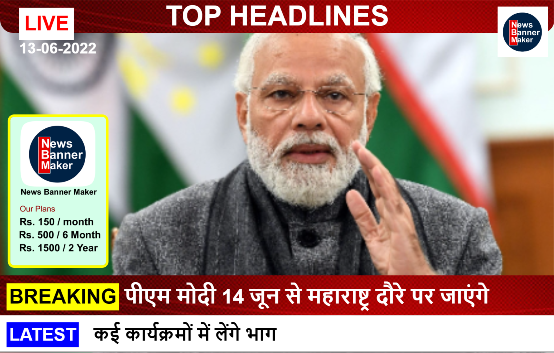 LIVE
TOP HEADLINES
News
Banner
Maker
13-06-2022
News
Banner
Maker
News Banner Maker
Our Plans
Rs. 150 / month
Rs. 500 / 6 Month
Rs. 1500 / 2 Year
BREAKING पीएम मोदी 14 जून से महाराष्ट्र दौरे पर जाएंगे
LATEST कई कार्यक्रमों में लेंगे भाग